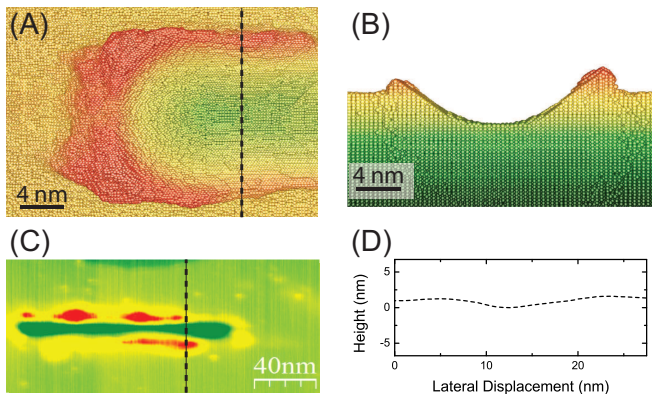 (A)
4 nm
(B)
4 nm
(C)
40nm
(D)
Height (nm)
5
0
-5
0
10
20
Lateral Displacement (nm)